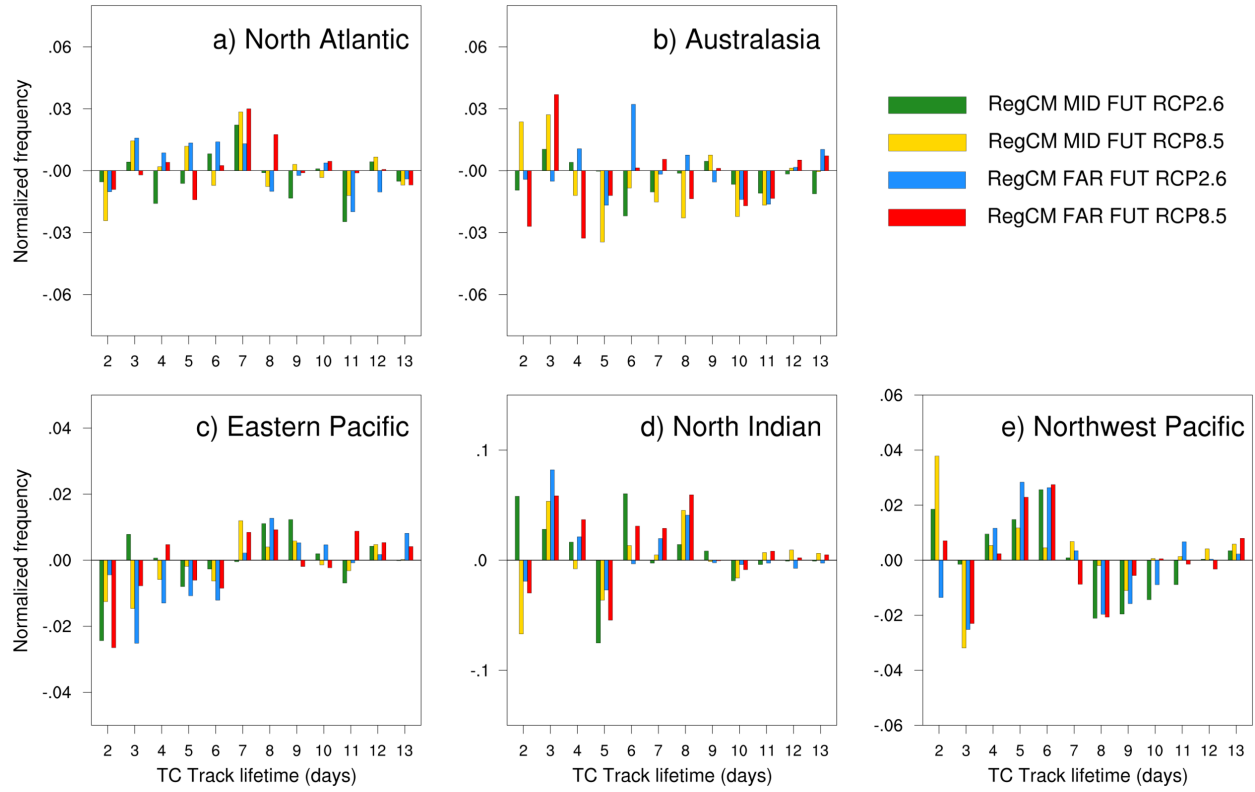 a) North Atlantic
.06
.03
-.00
-.03
-.06
Normalized frequency
2 3 4 5 6 7 8 9 10 11 12 13
b) Australasia
.06
.03
-.00
-.03
-.06
2 3 4 5 6 7 8 9 10 11 12 13
RegCM MID FUT RCP2.6
RegCM MID FUT RCP8.5
RegCM FAR FUT RCP2.6
RegCM FAR FUT RCP8.5
c) Eastern Pacific
.04
.02
.00
-.02
-.04
Normalized frequency
2 3 4 5 6 7 8 9 10 11 12 13
TC Track lifetime (days)
d) North Indian
.1
.0
-.1
2 3 4 5 6 7 8 9 10 11 12 13
TC Track lifetime (days)
e) Northwest Pacific
.06
.04
.02
.00
-.02
-.04
-.06
2 3 4 5 6 7 8 9 10 11 12 13
TC Track lifetime (days)